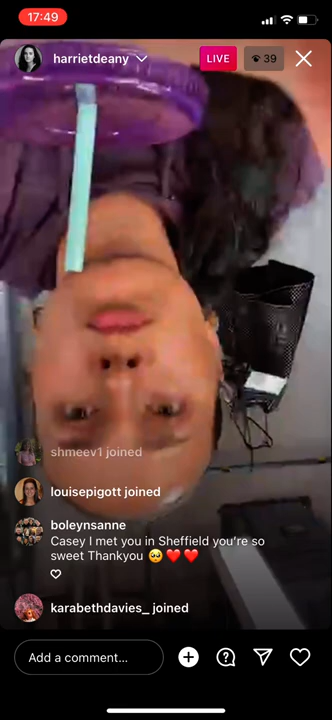 17:49
harrietdeany
LIVE
39
shmeev1 joined
louisepigott joined
boleynsanne
Casey I met you in Sheffield you're so
sweet Thankyou 🥺❤️❤️
karabethdavies_ joined
Add a comment...